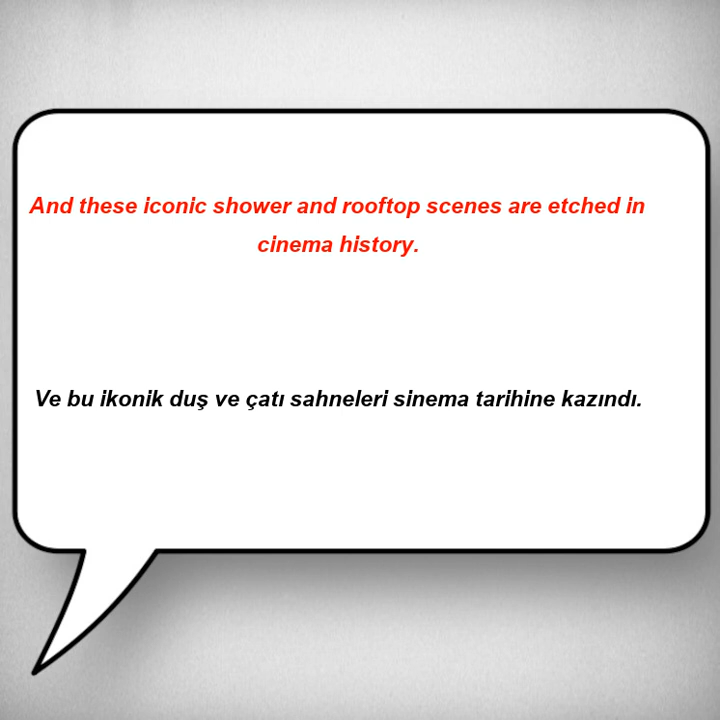 And these iconic shower and rooftop scenes are etched in
cinema history.
Ve bu ikonik duş ve çatı sahneleri sinema tarihine kazındı.